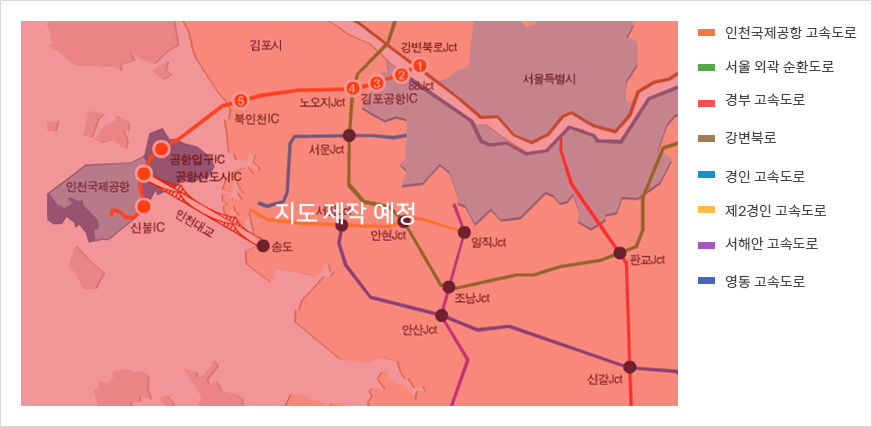 김포시
강변북로Jct
1
2
3
4
5
88Jct
서울특별시
노오지Jct
김포공항IC
북인천IC
서운Jct
공항입구IC
공항신도시IC
인천국제공항
신불IC
인천대교
송도
지도 제작 예정
안현Jct
일직Jct
판교Jct
조남Jct
안산Jct
신갈Jct
인천국제공항 고속도로
서울 외곽 순환도로
경부 고속도로
강변북로
경인 고속도로
제2경인 고속도로
서해안 고속도로
영통 고속도로